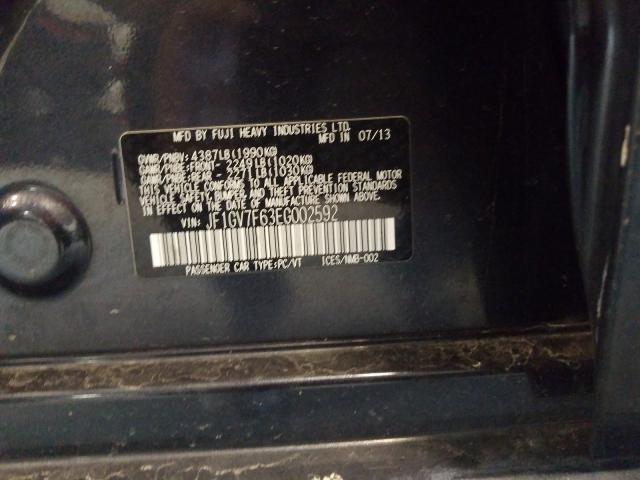 MFD BY FUJI HEAVY INDUSTRIES LTD.
MFD IN 07/13
GVWR/PNBV: 4387LB(1990KG)
GAWR/PNBE:FRONT- 2249LB(1020KG)
GAWR/PNBE:REAR - 2271LB(1030KG)
THIS VEHICLE CONFORMS TO ALL APPLICABLE FEDERAL MOTOR
VEHICLE SAFETY,BUMPER, AND THEFT PREVENTION STANDARDS
IN EFFECT ON THE DATE OF MANUFACTURE SHOWN ABOVE.
VIN: JF1GV7F63EG002592
PASSENGER CAR TYPE:PC/VT ICES/NMB-002